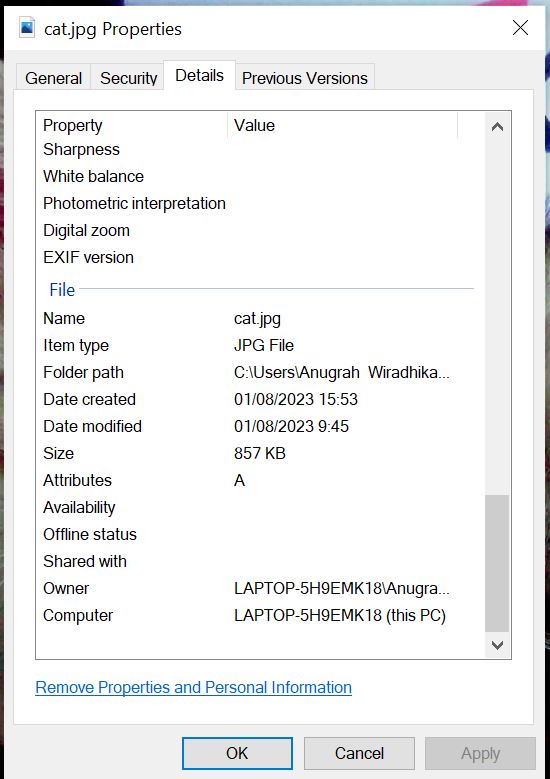 cat.jpg Properties
General Security Details Previous Versions
Property Value
Sharpness
White balance
Photometric interpretation
Digital zoom
EXIF version
File
Name cat.jpg
Item type JPG File
Folder path C:\Users\Anugrah  Wiradhika...
Date created 01/08/2023 15:53
Date modified 01/08/2023 9:45
Size 857 KB
Attributes A
Availability
Offline status
Shared with
Owner LAPTOP-5H9EMK18\Anugra...
Computer LAPTOP-5H9EMK18 (this PC)
Remove Properties and Personal Information
OK Cancel Apply